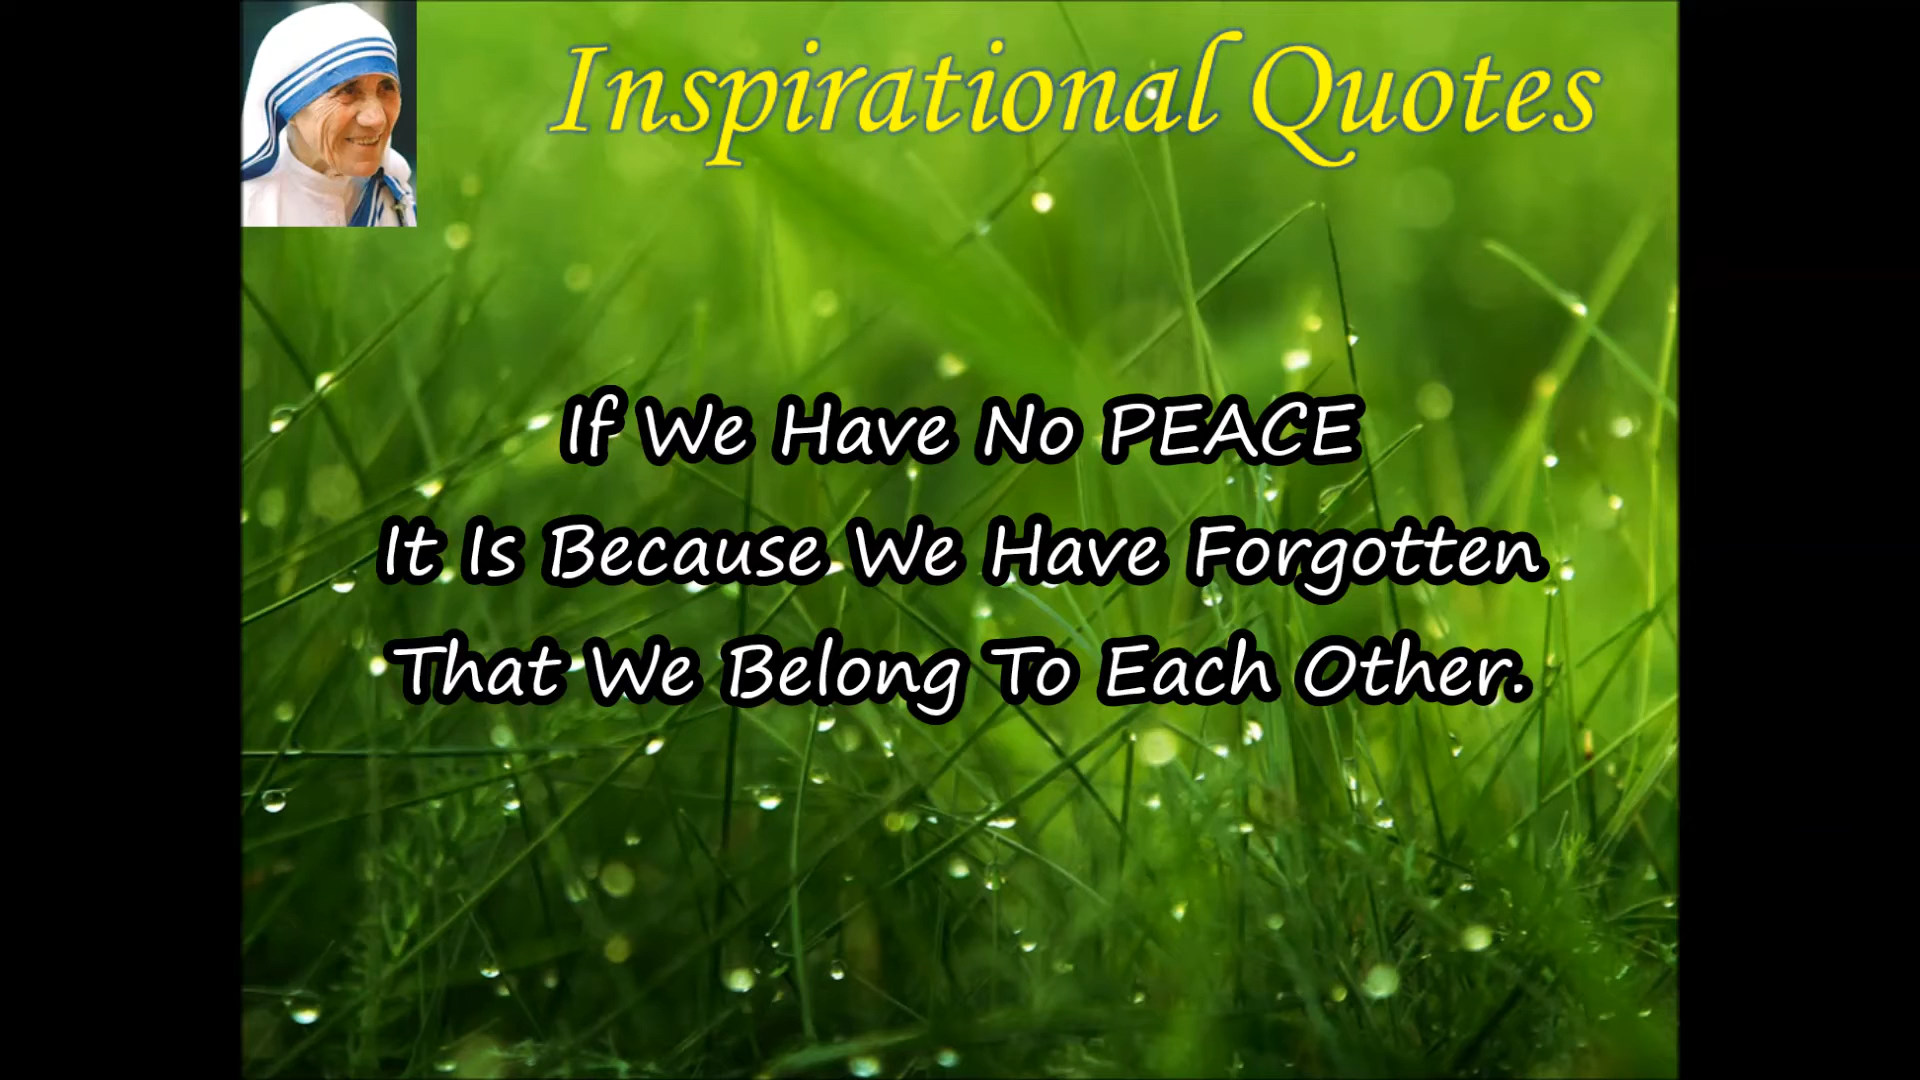 Inspirational Quotes
If We Have No PEACE
It Is Because We Have Forgotten
That We Belong To Each Other.